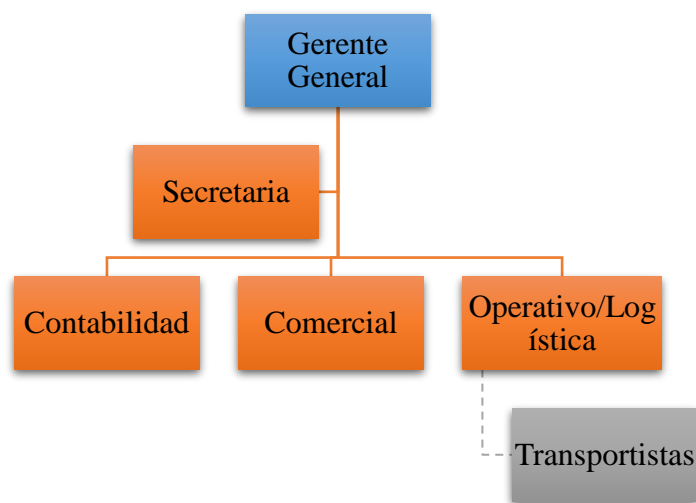 Gerente
General
Secretaria
Contabilidad
Comercial
Operativo/Log
ística
Transportistas